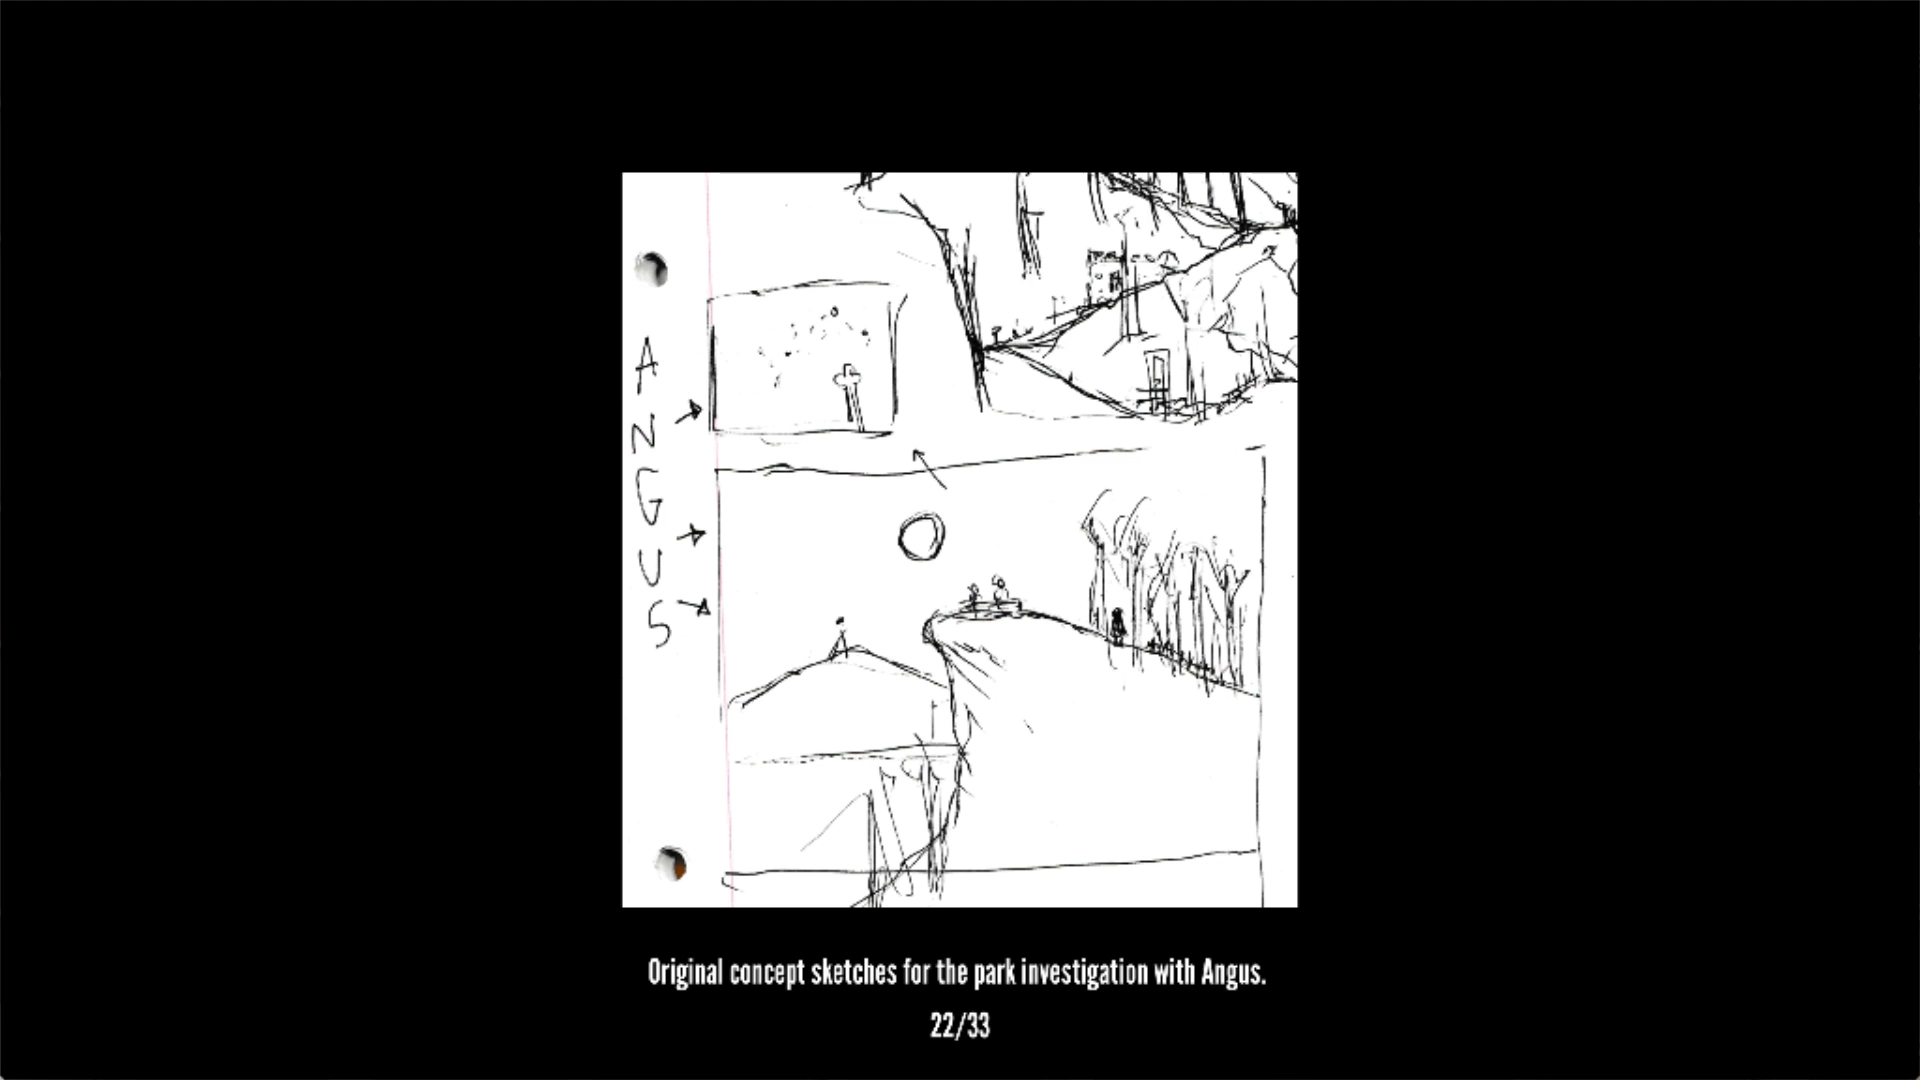 ANGUS
Original concept sketches for the park investigation with Angus.
22/33